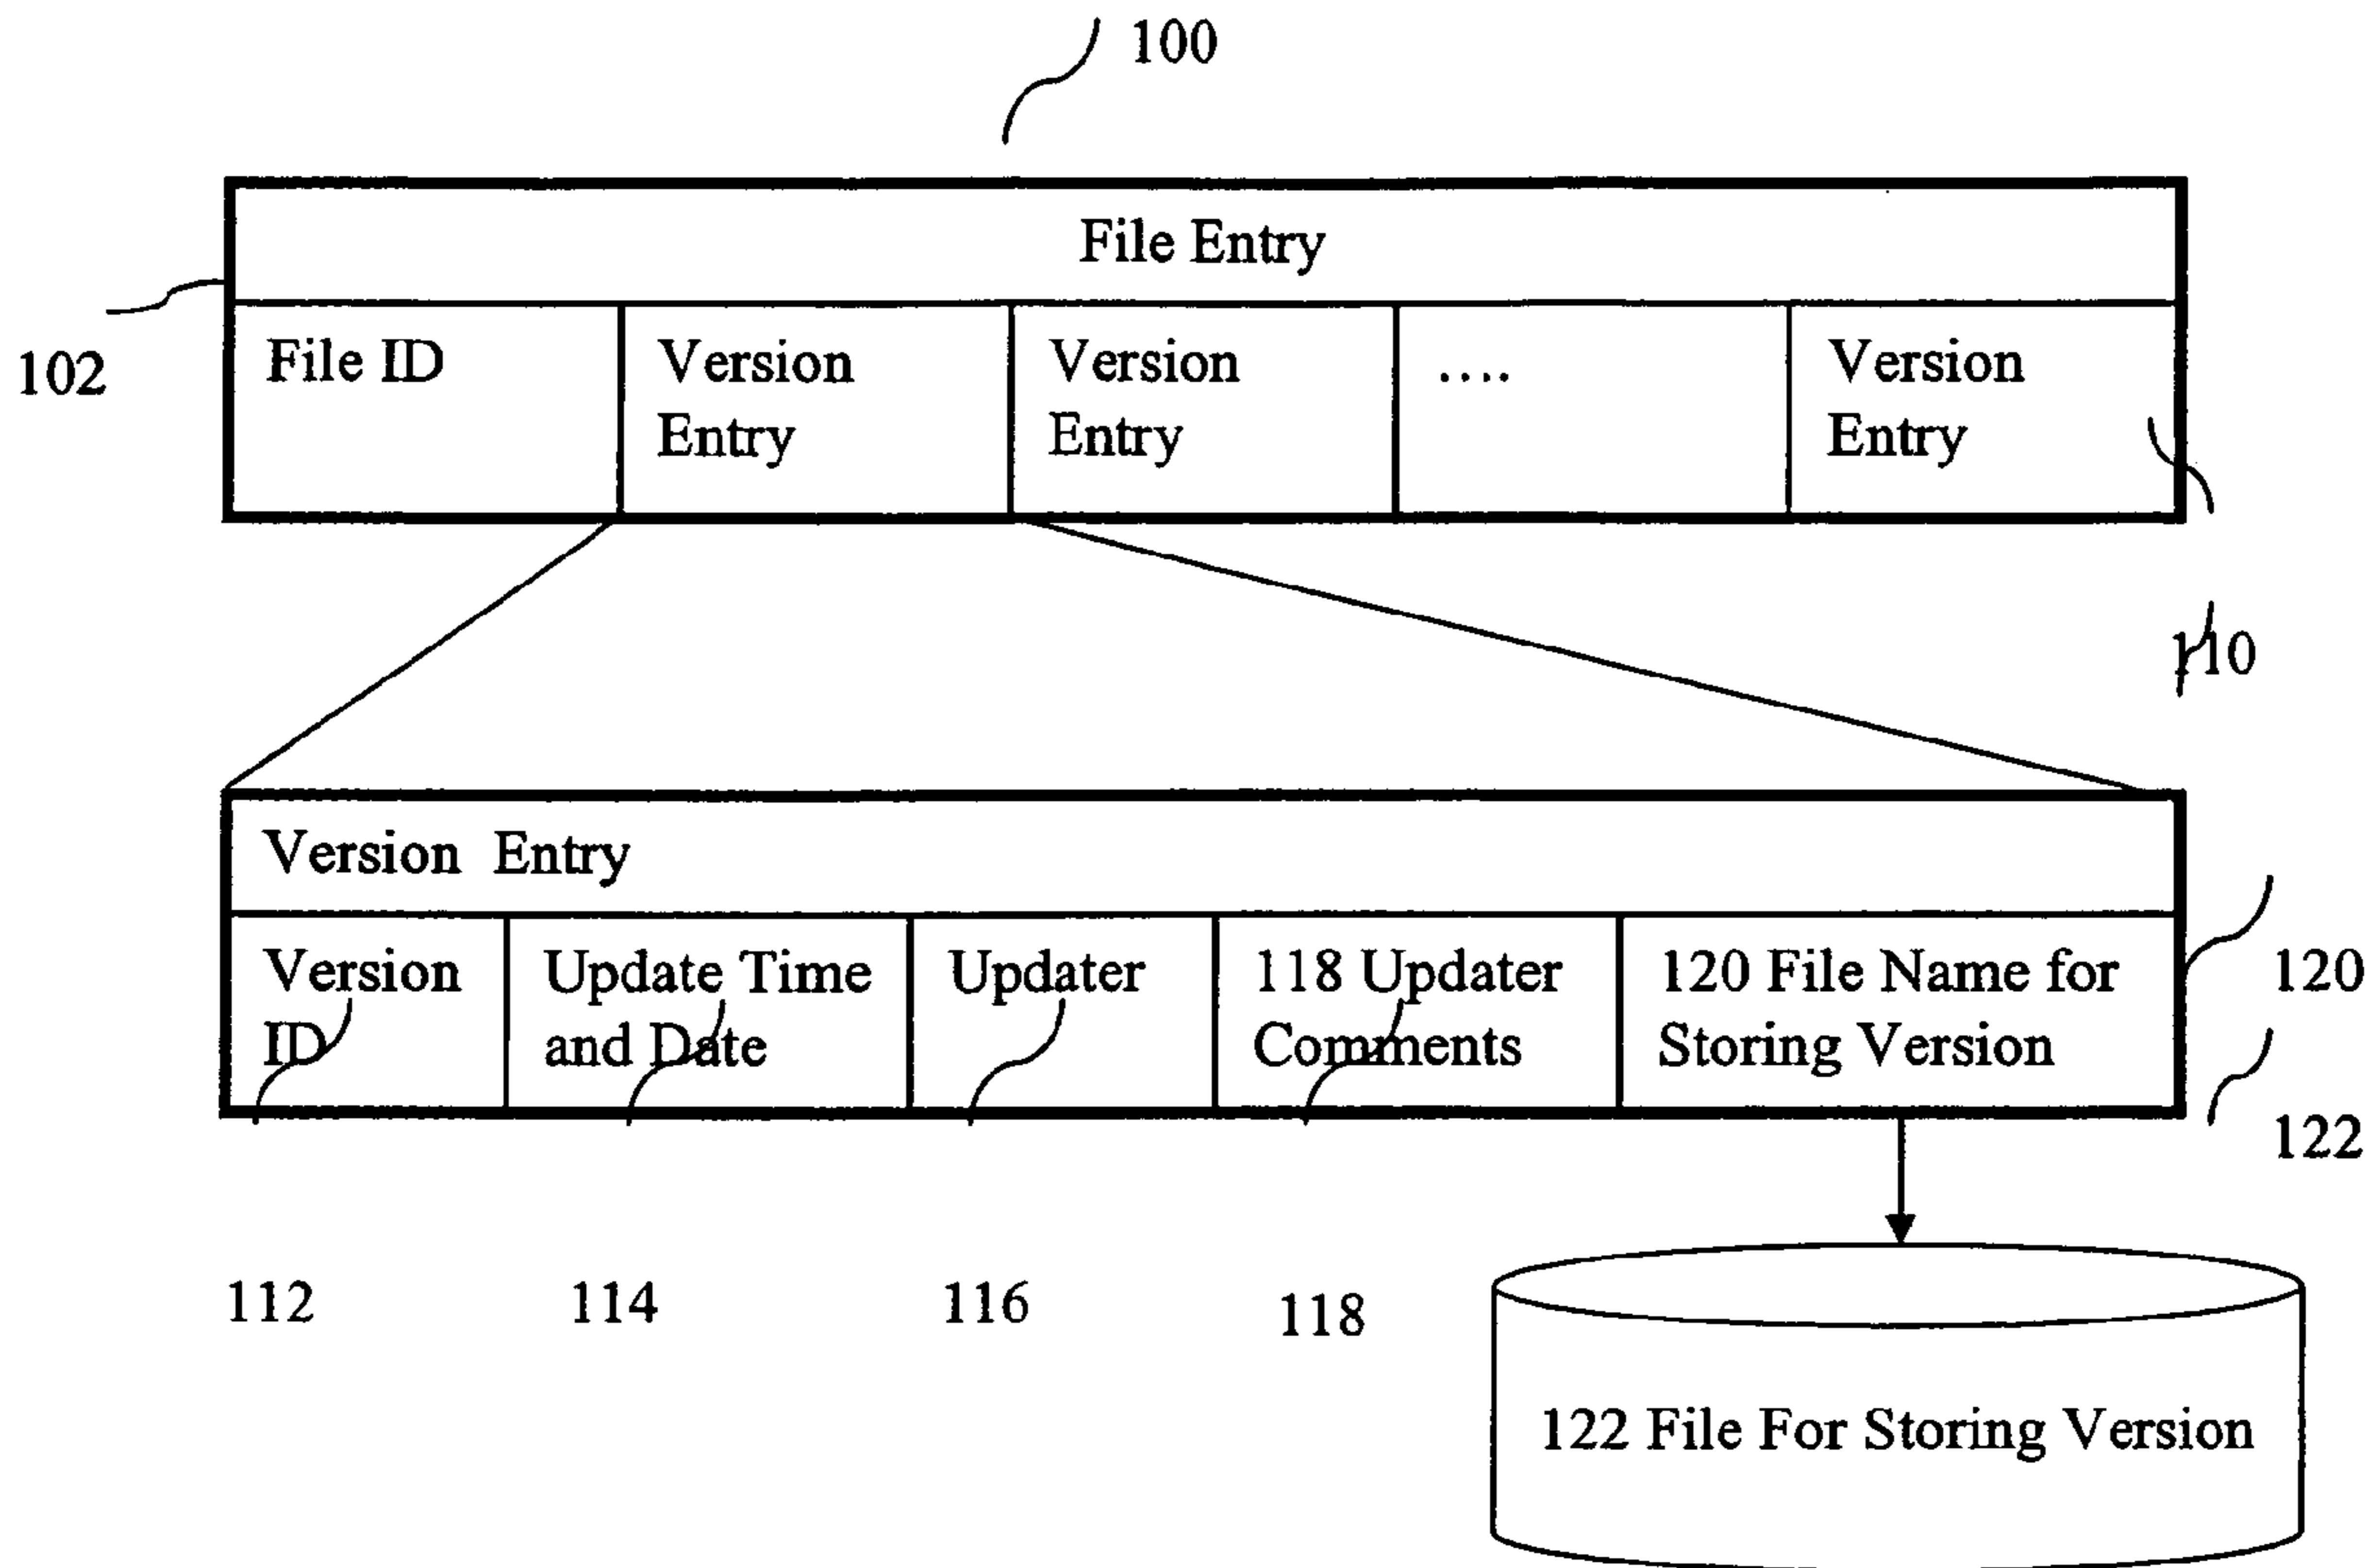 100
File Entry
102
File ID
Version
Entry
Version
Entry
....
Version
Entry
110
Version Entry
Version
ID
Update Time
and Date
Updater
118 Updater
Comments
120 File Name for
Storing Version
120
122
112
114
116
118
122 File For Storing Version